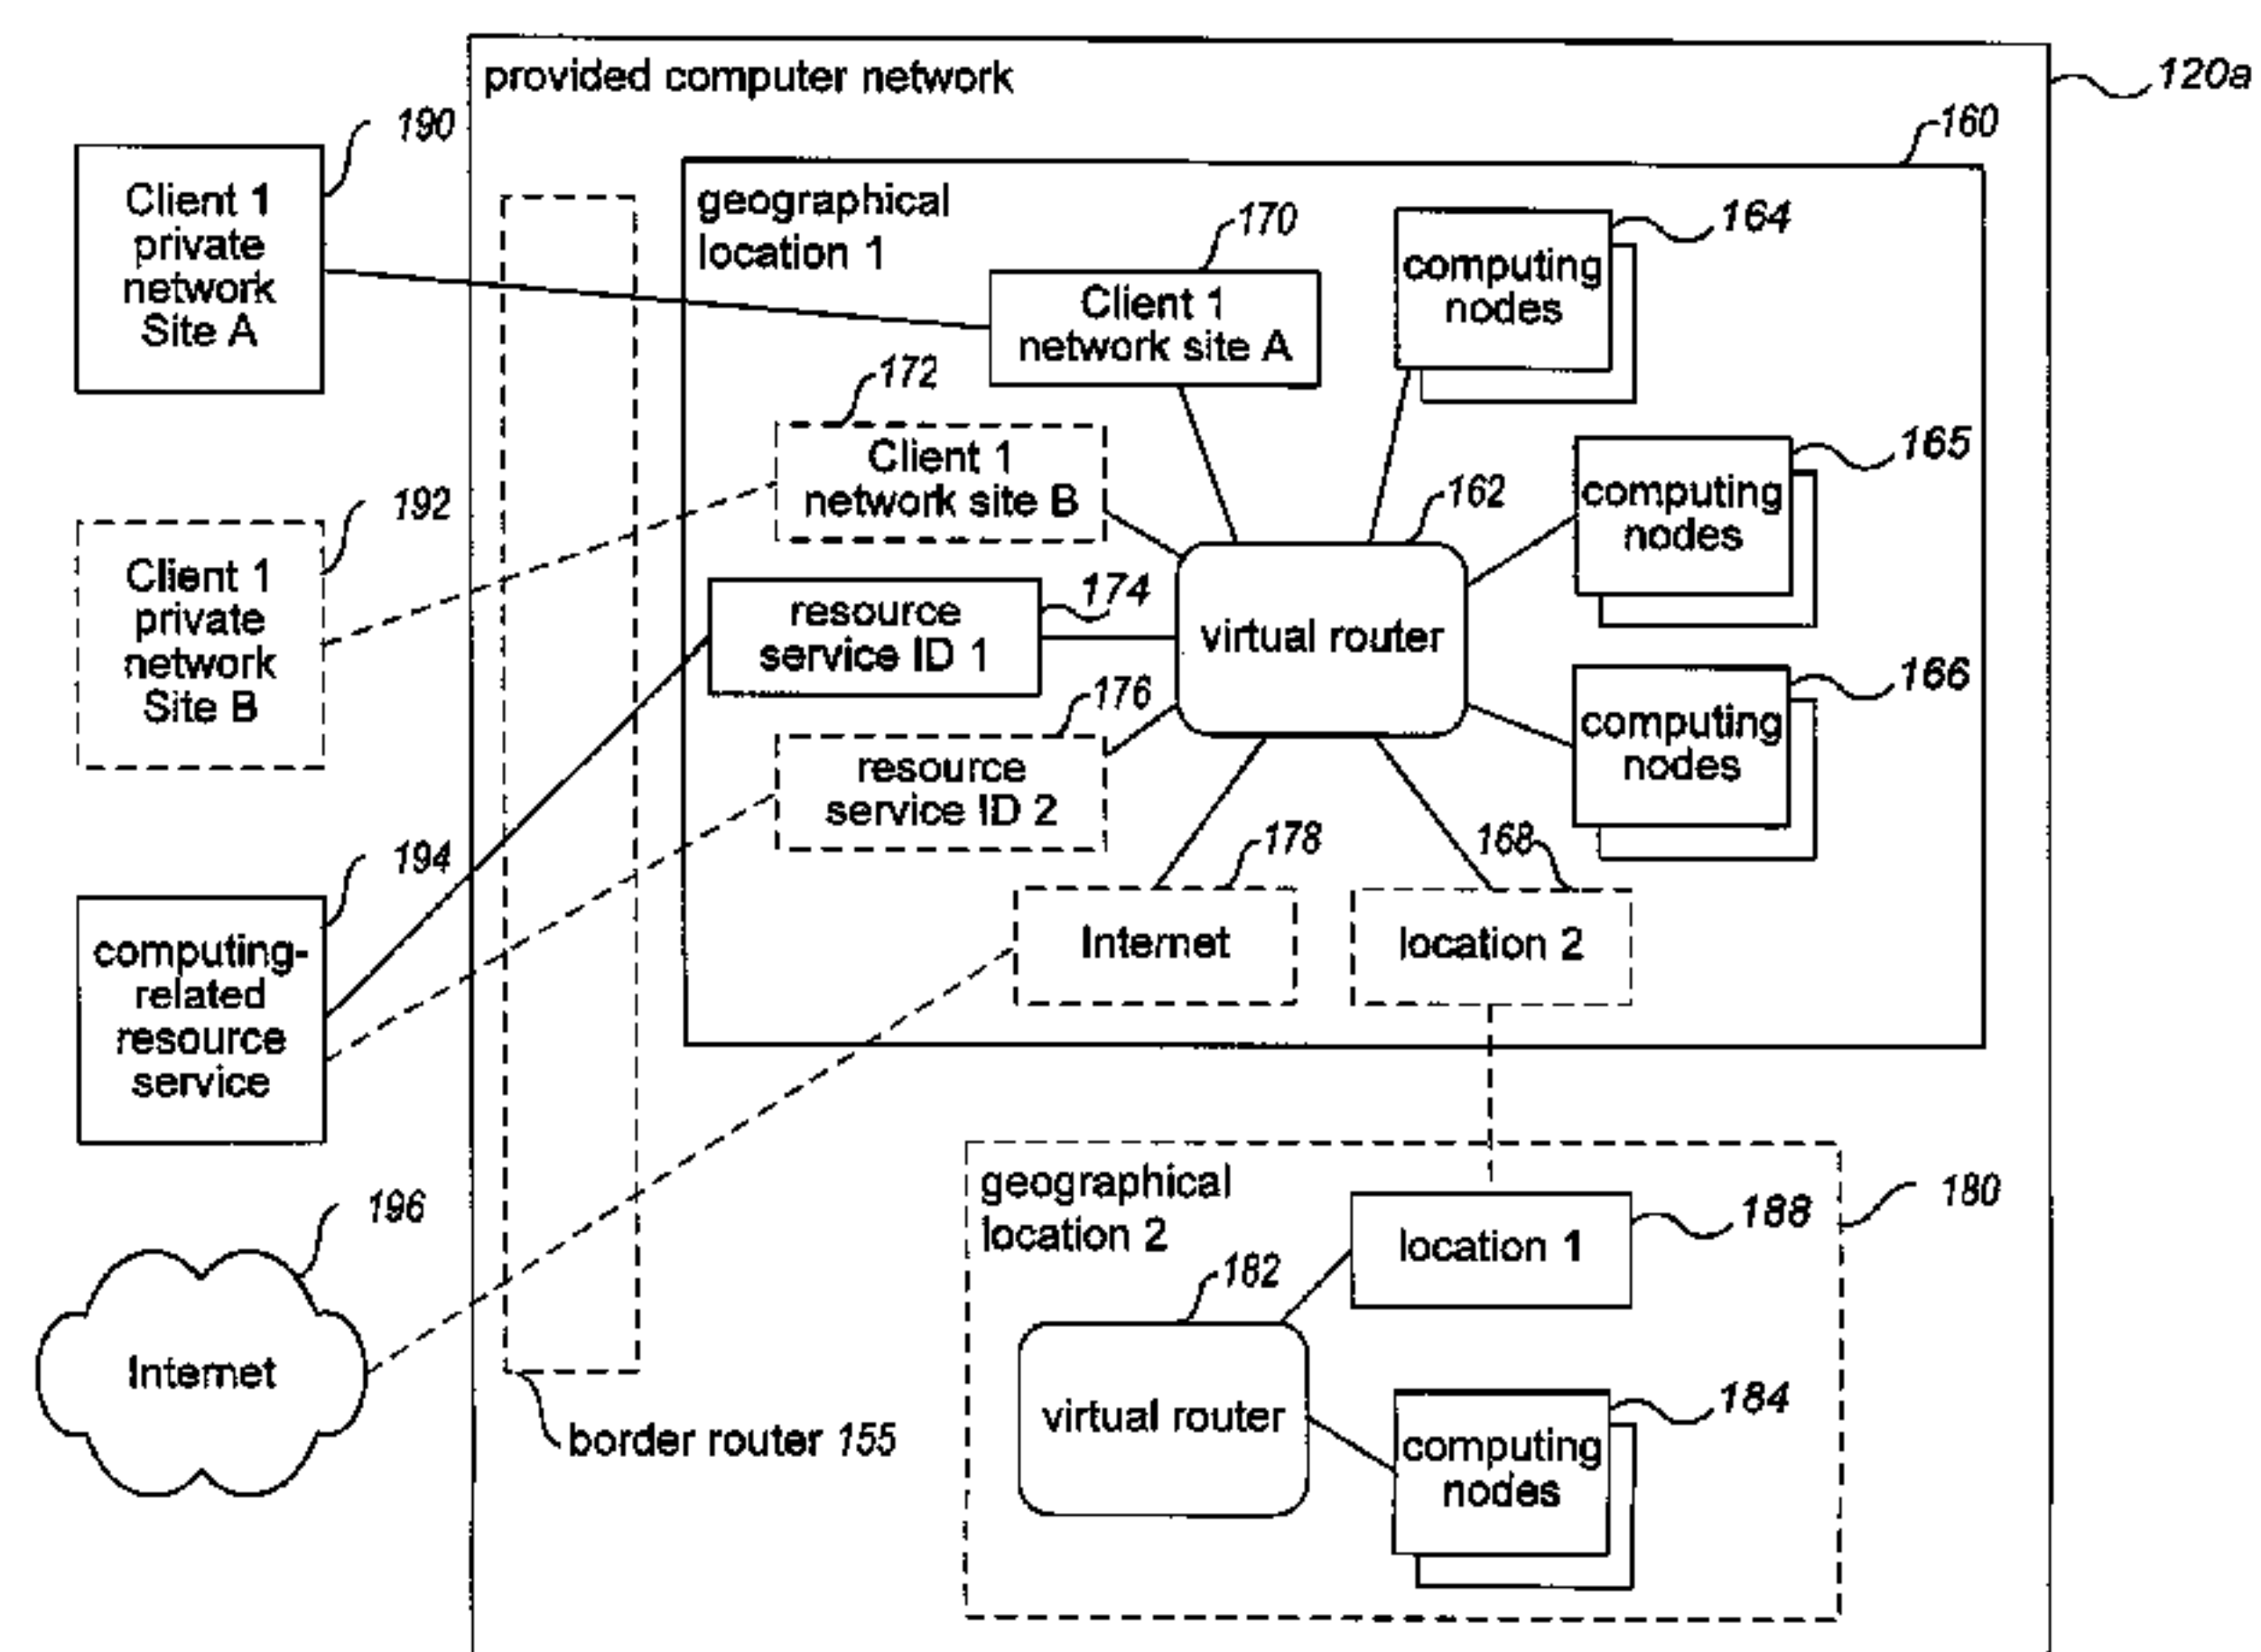 provided computer network
120a
160
190
Client 1
private
network
Site A
geographical
location 1
170
Client 1
network site A
164
computing
nodes
172
Client 1
network site B
165
computing
nodes
192
Client 1
private
network
Site B
162
virtual router
174
resource
service ID 1
166
computing
nodes
176
resource
service ID 2
194
computing-
related
resource
service
178
Internet
168
location 2
196
Internet
geographical
location 2
180
188
location 1
182
virtual router
184
computing
nodes
border router 155